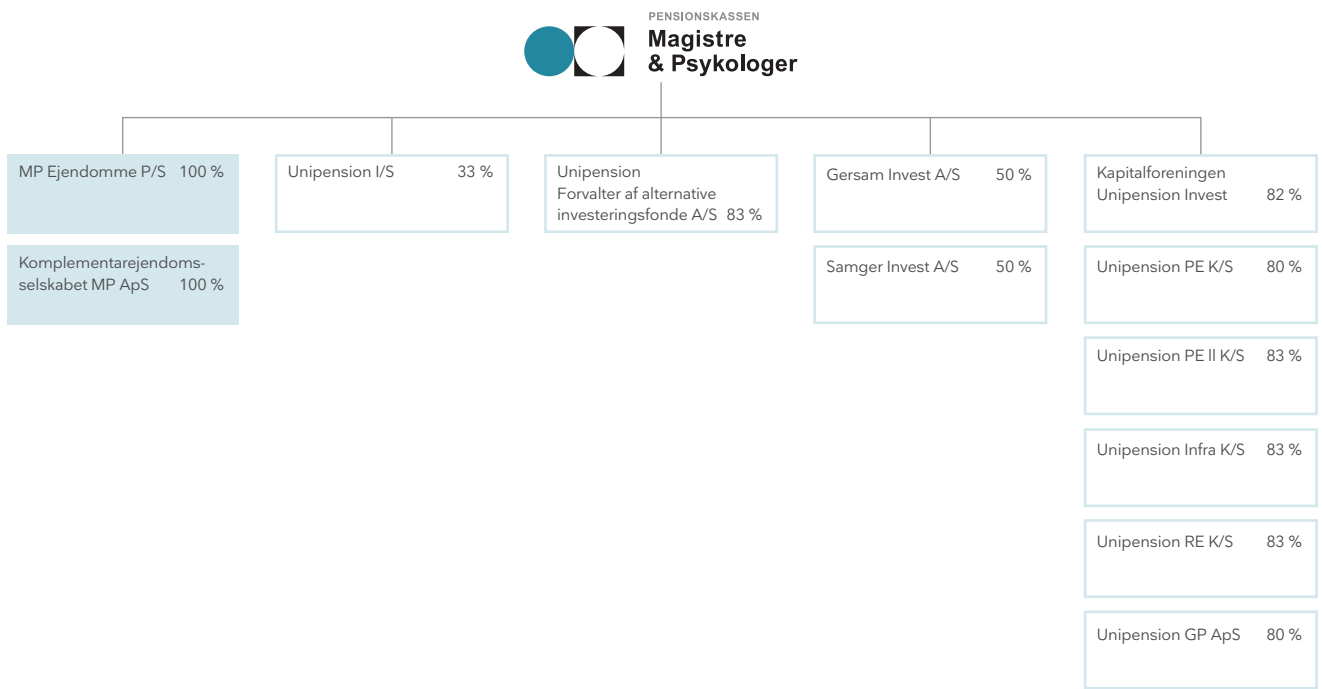 PENSIONSKASSEN
Magistre
& Psykologer
MP Ejendomme P/S 100 %
Komplementarejendoms-
selskabet MP ApS 100 %
Unipension I/S 33 %
Unipension
Forvalter af alternative
investeringsfonde A/S 83 %
Gersam Invest A/S 50 %
Samger Invest A/S 50 %
Kapitalforeningen
Unipension Invest 82 %
Unipension PE K/S 80 %
Unipension PE ll K/S 83 %
Unipension Infra K/S 83 %
Unipension RE K/S 83 %
Unipension GP ApS 80 %